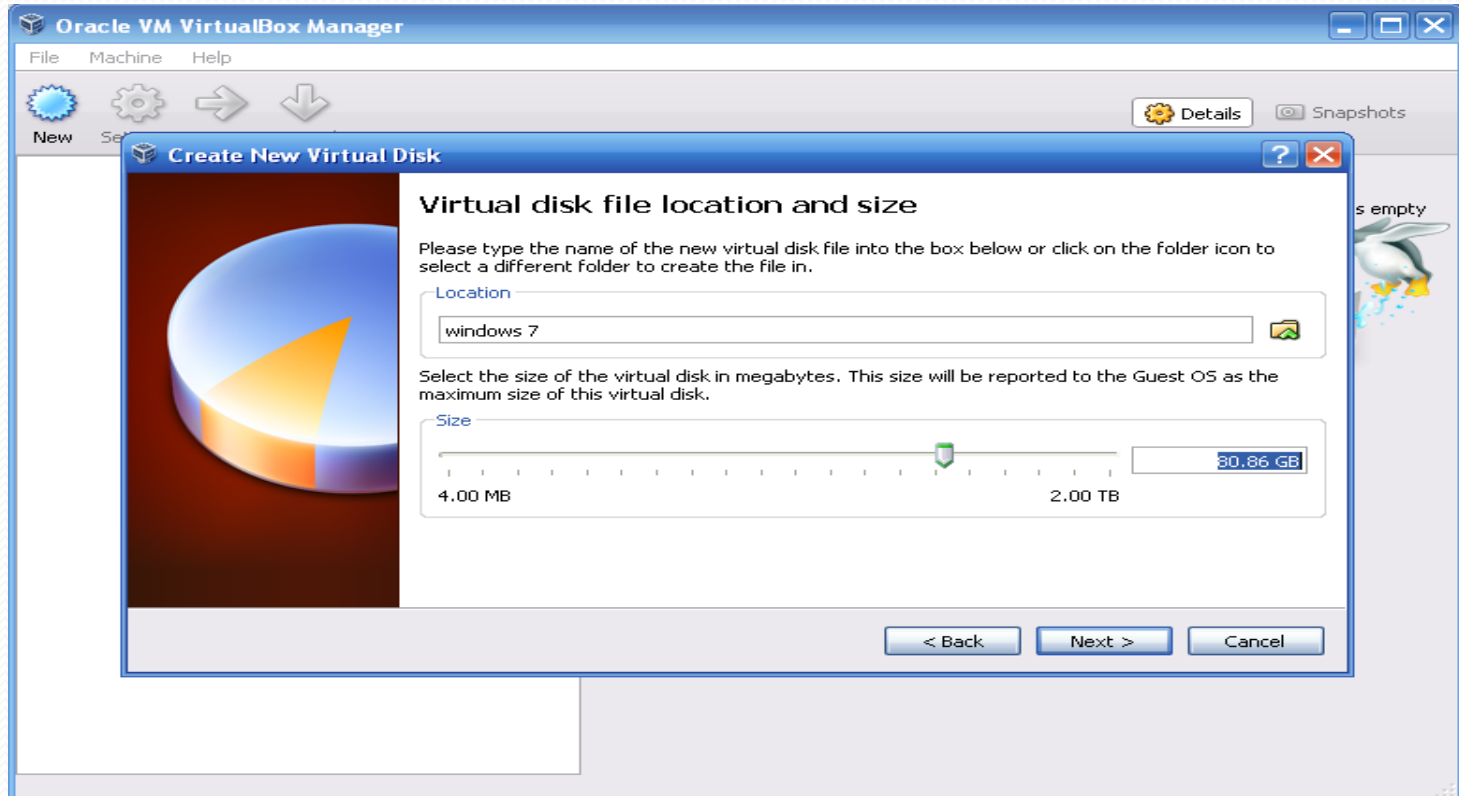 Oracle VM VirtualBox Manager
File Machine Help
Details Snapshots
New
Create New Virtual Disk
s empty
Virtual disk file location and size
Please type the name of the new virtual disk file into the box below or click on the folder icon to
select a different folder to create the file in.
Location
windows 7
Select the size of the virtual disk in megabytes. This size will be reported to the Guest OS as the
maximum size of this virtual disk.
Size
80.86 GB
4.00 MB 2.00 TB
< Back Next > Cancel